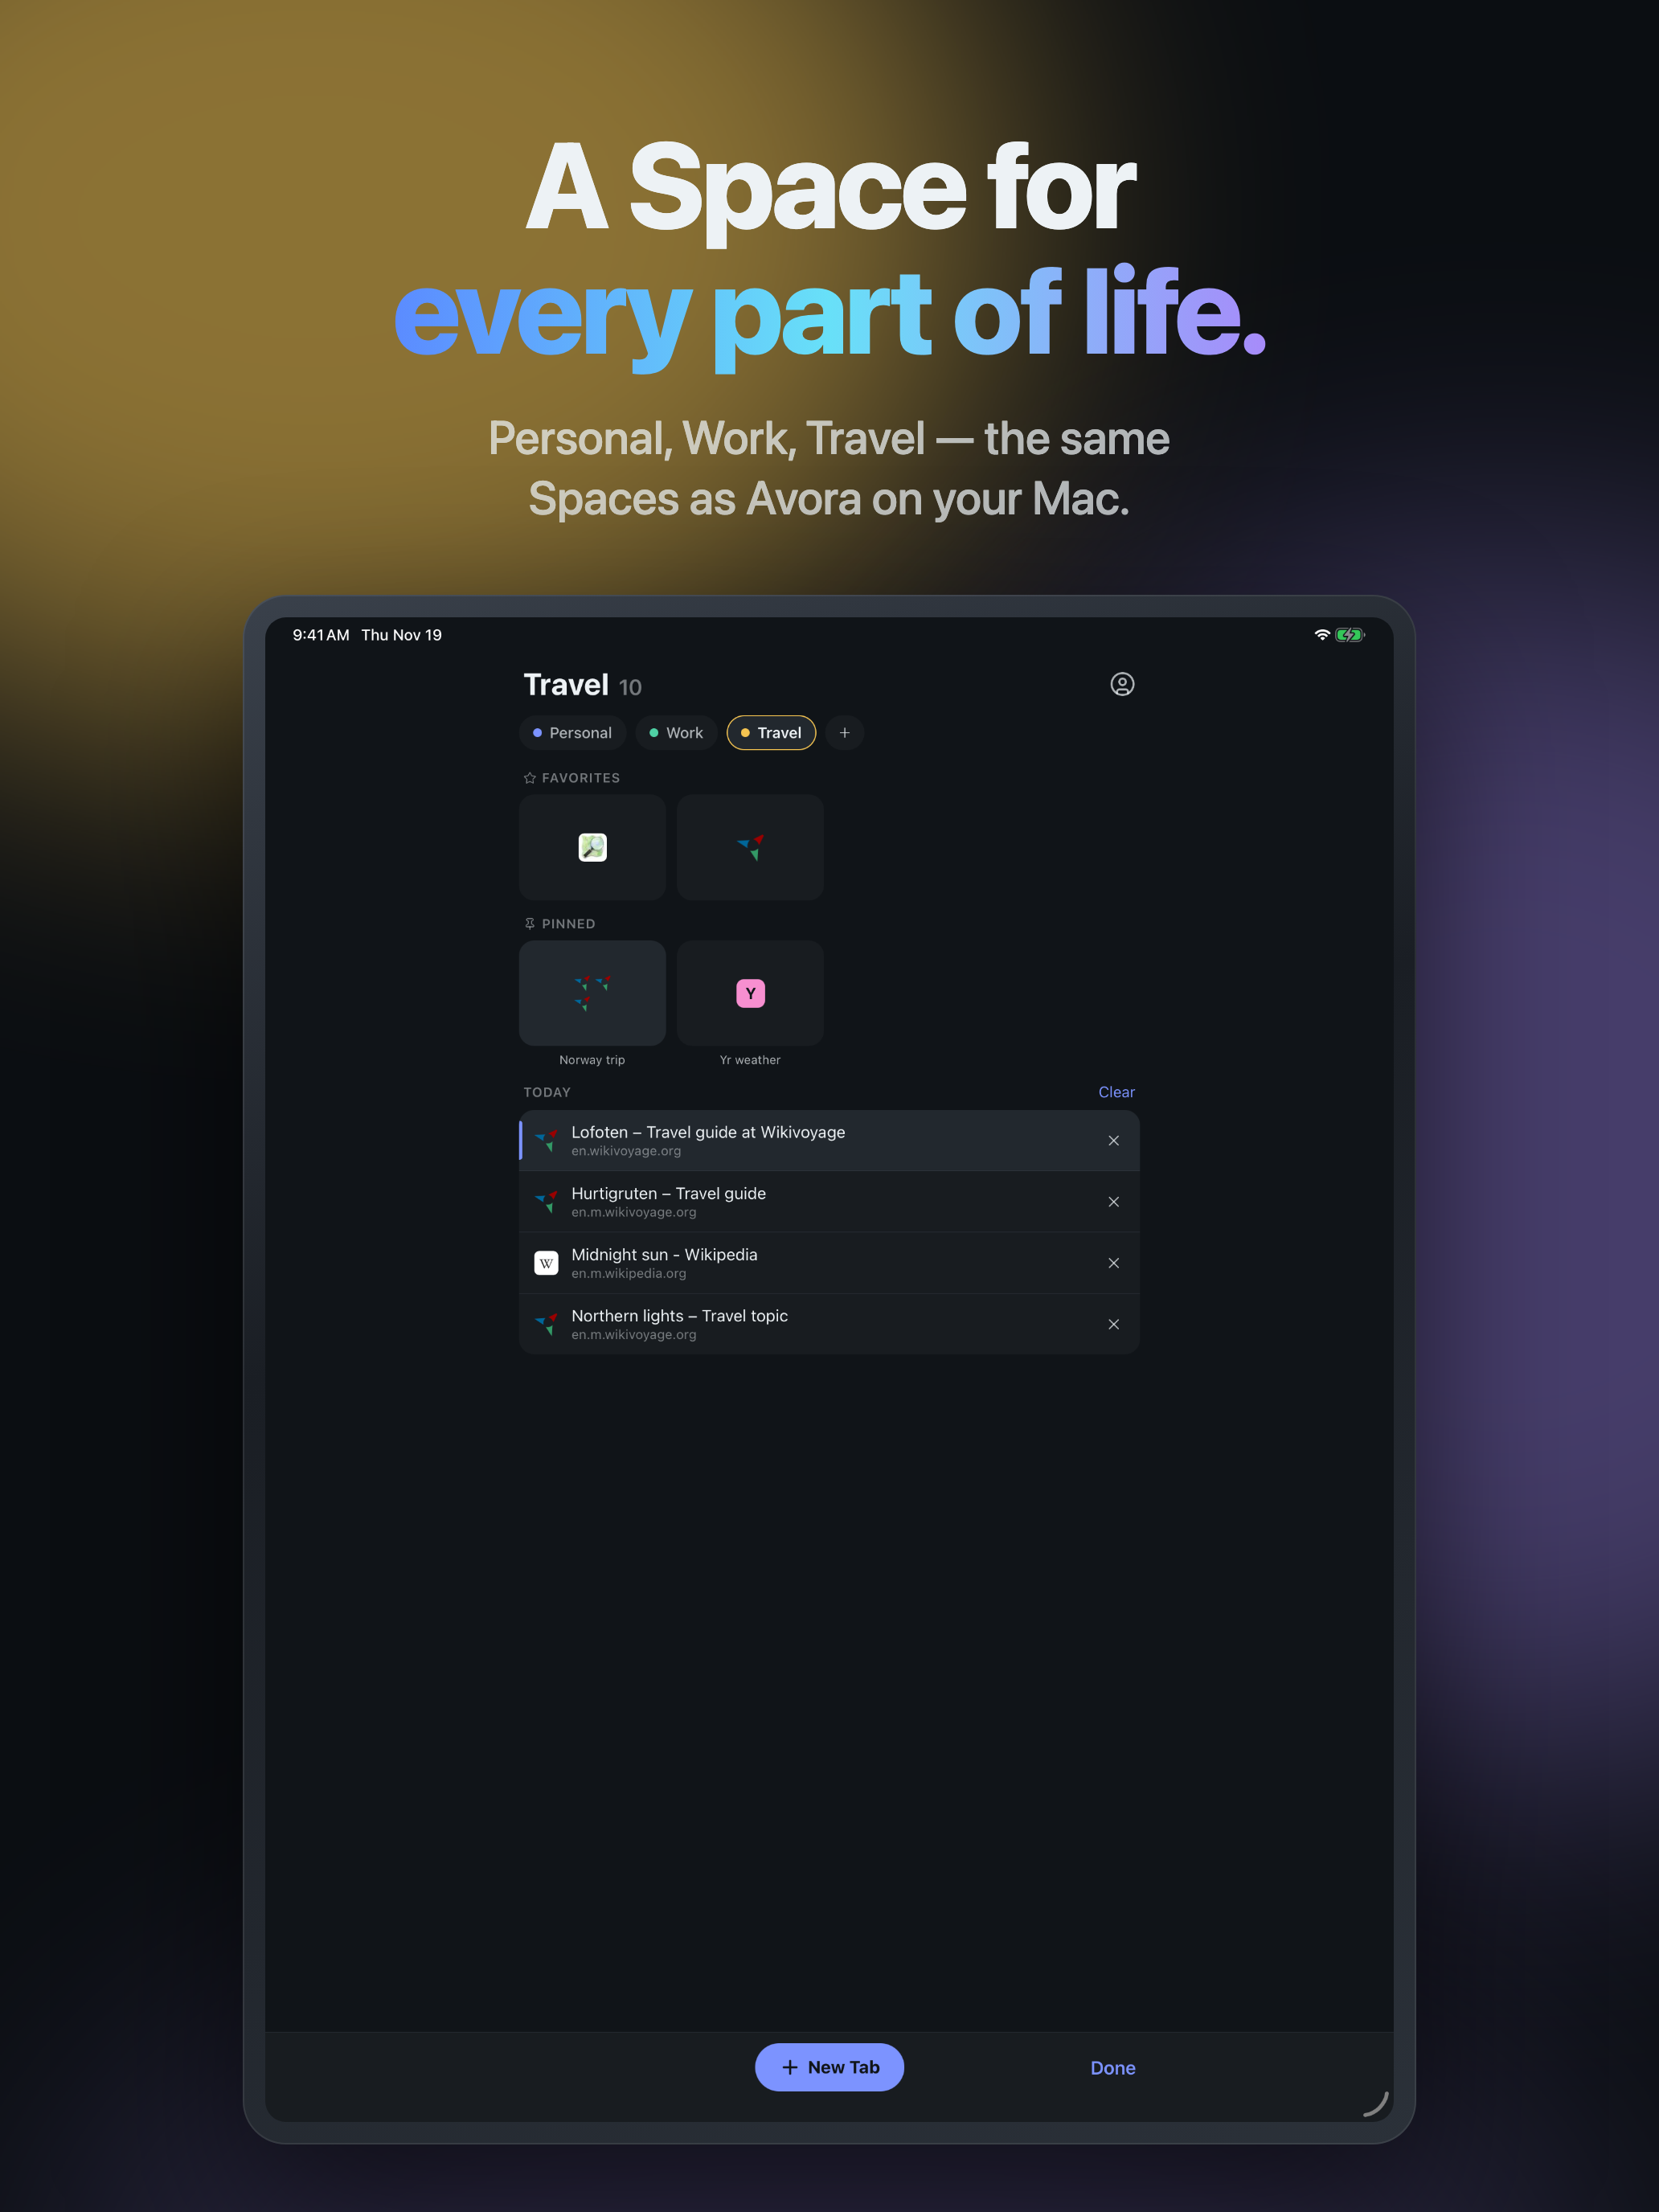 A Space for
every part of life.
Personal, Work, Travel — the same
Spaces as Avora on your Mac.
9:41 AM Thu Nov 19
Travel 10
Personal Work Travel +
FAVORITES
PINNED
Y
Norway trip Yr weather
TODAY Clear
Lofoten – Travel guide at Wikivoyage
en.wikivoyage.org
Hurtigruten – Travel guide
en.m.wikivoyage.org
W
Midnight sun - Wikipedia
en.m.wikipedia.org
Northern lights – Travel topic
en.m.wikivoyage.org
+ New Tab Done